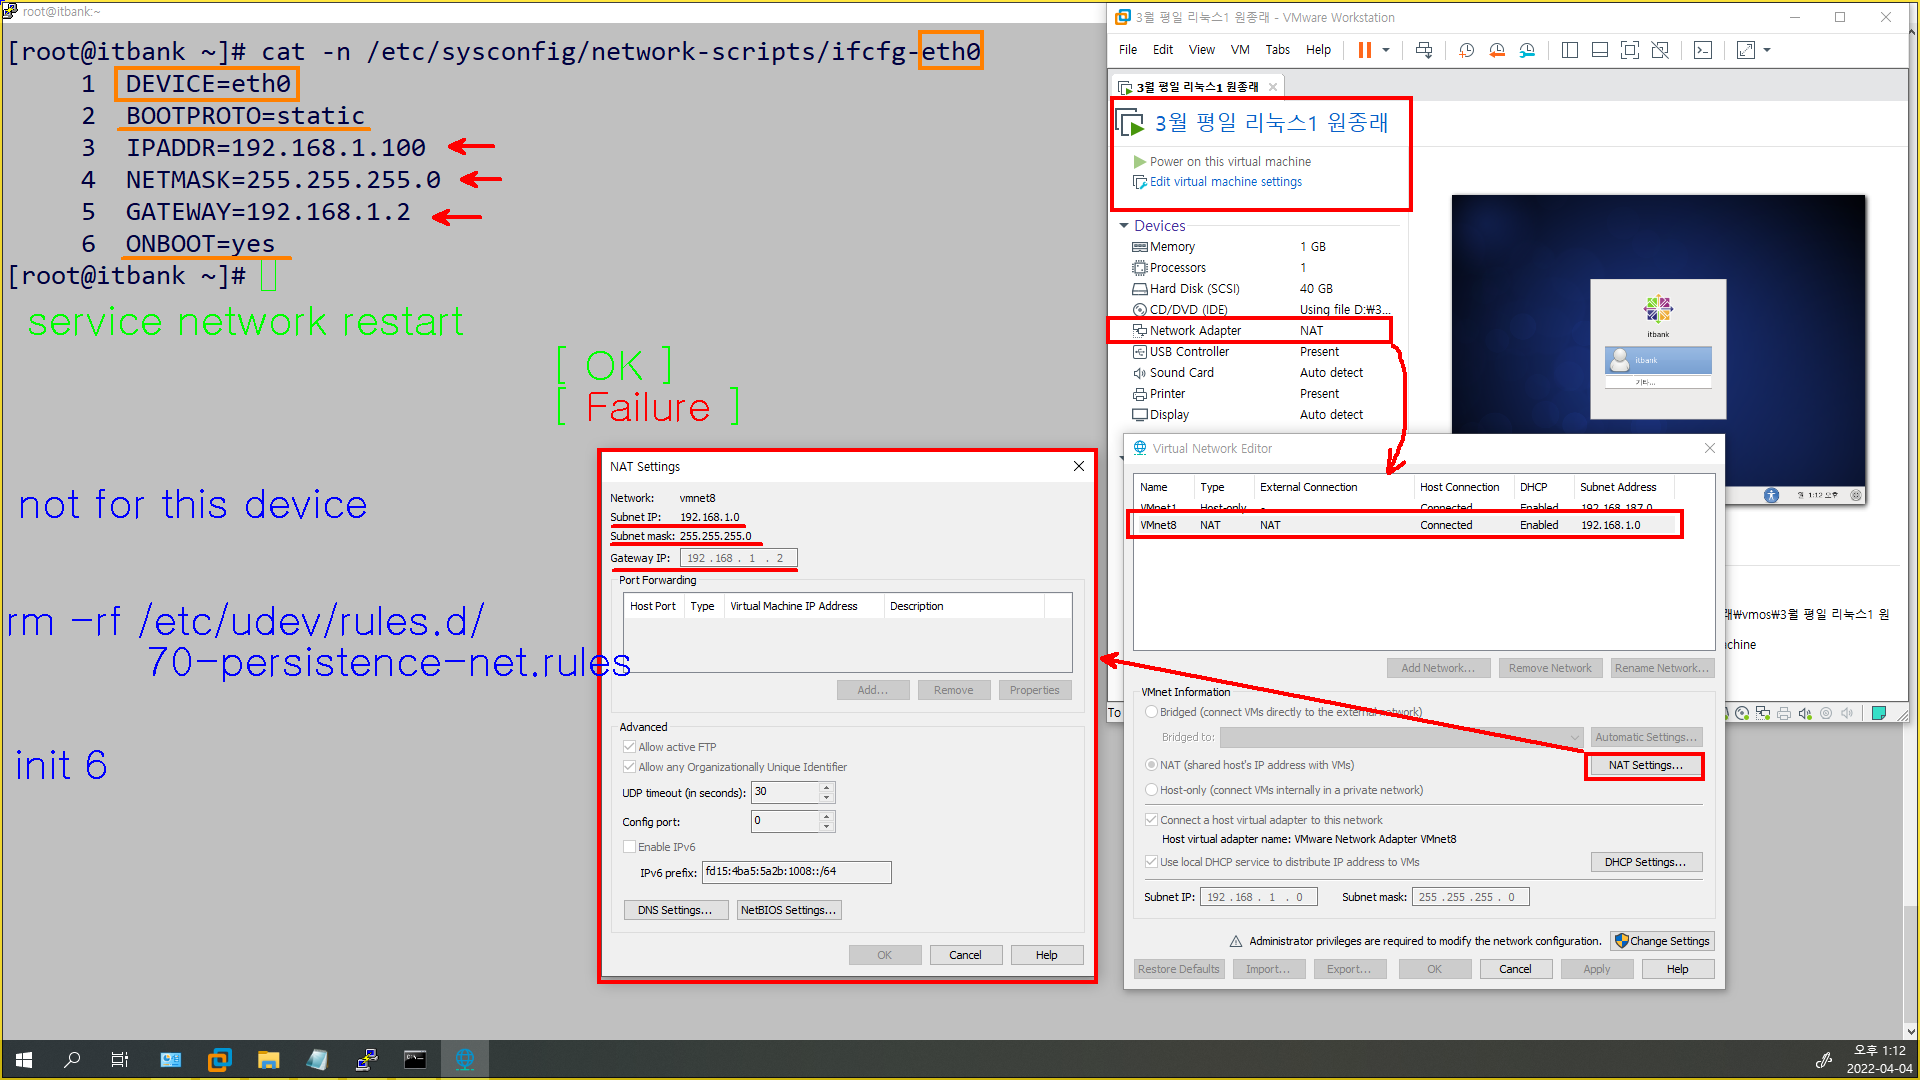 root@itbank:~
[root@itbank ~]# cat -n /etc/sysconfig/network-scripts/ifcfg-eth0
1 DEVICE=eth0
2 BOOTPROTO=static
3 IPADDR=192.168.1.100
4 NETMASK=255.255.255.0
5 GATEWAY=192.168.1.2
6 ONBOOT=yes
[root@itbank ~]#
service network restart
[ OK ]
[ Failure ]
not for this device
rm -rf /etc/udev/rules.d/
70-persistence-net.rules
init 6
3월 평일 리눅스1 원종래 - VMware Workstation
File Edit View VM Tabs Help
3월 평일 리눅스1 원종래
3월 평일 리눅스1 원종래
Power on this virtual machine
Edit virtual machine settings
Devices
Memory 1 GB
Processors 1
Hard Disk (SCSI) 40 GB
CD/DVD (IDE) Using file D:₩3...
Network Adapter NAT
USB Controller Present
Sound Card Auto detect
Printer Present
Display Auto detect
itbank
itbank
기타...
1:12 오후
래₩vmos₩3월 평일 리눅스1 원
chine
To
NAT Settings
Network: vmnet8
Subnet IP: 192.168.1.0
Subnet mask: 255.255.255.0
Gateway IP: 192 . 168 . 1 . 2
Port Forwarding
Host Port Type Virtual Machine IP Address Description
Add... Remove Properties
Advanced
Allow active FTP
Allow any Organizationally Unique Identifier
UDP timeout (in seconds): 30
Config port: 0
Enable IPv6
IPv6 prefix: fd15:4ba5:5a2b:1008::/64
DNS Settings... NetBIOS Settings...
OK Cancel Help
Virtual Network Editor
Name Type External Connection Host Connection DHCP Subnet Address
VMnet1 Host-only - Connected Enabled 192.168.187.0
VMnet8 NAT NAT Connected Enabled 192.168.1.0
Add Network... Remove Network Rename Network...
VMnet Information
Bridged (connect VMs directly to the external network)
Bridged to: Automatic Settings...
NAT (shared host's IP address with VMs) NAT Settings...
Host-only (connect VMs internally in a private network)
Connect a host virtual adapter to this network
Host virtual adapter name: VMware Network Adapter VMnet8
Use local DHCP service to distribute IP address to VMs DHCP Settings...
Subnet IP: 192 . 168 . 1 . 0 Subnet mask: 255 . 255 . 255 . 0
Administrator privileges are required to modify the network configuration. Change Settings
Restore Defaults Import... Export... OK Cancel Apply Help
오후 1:12
2022-04-04